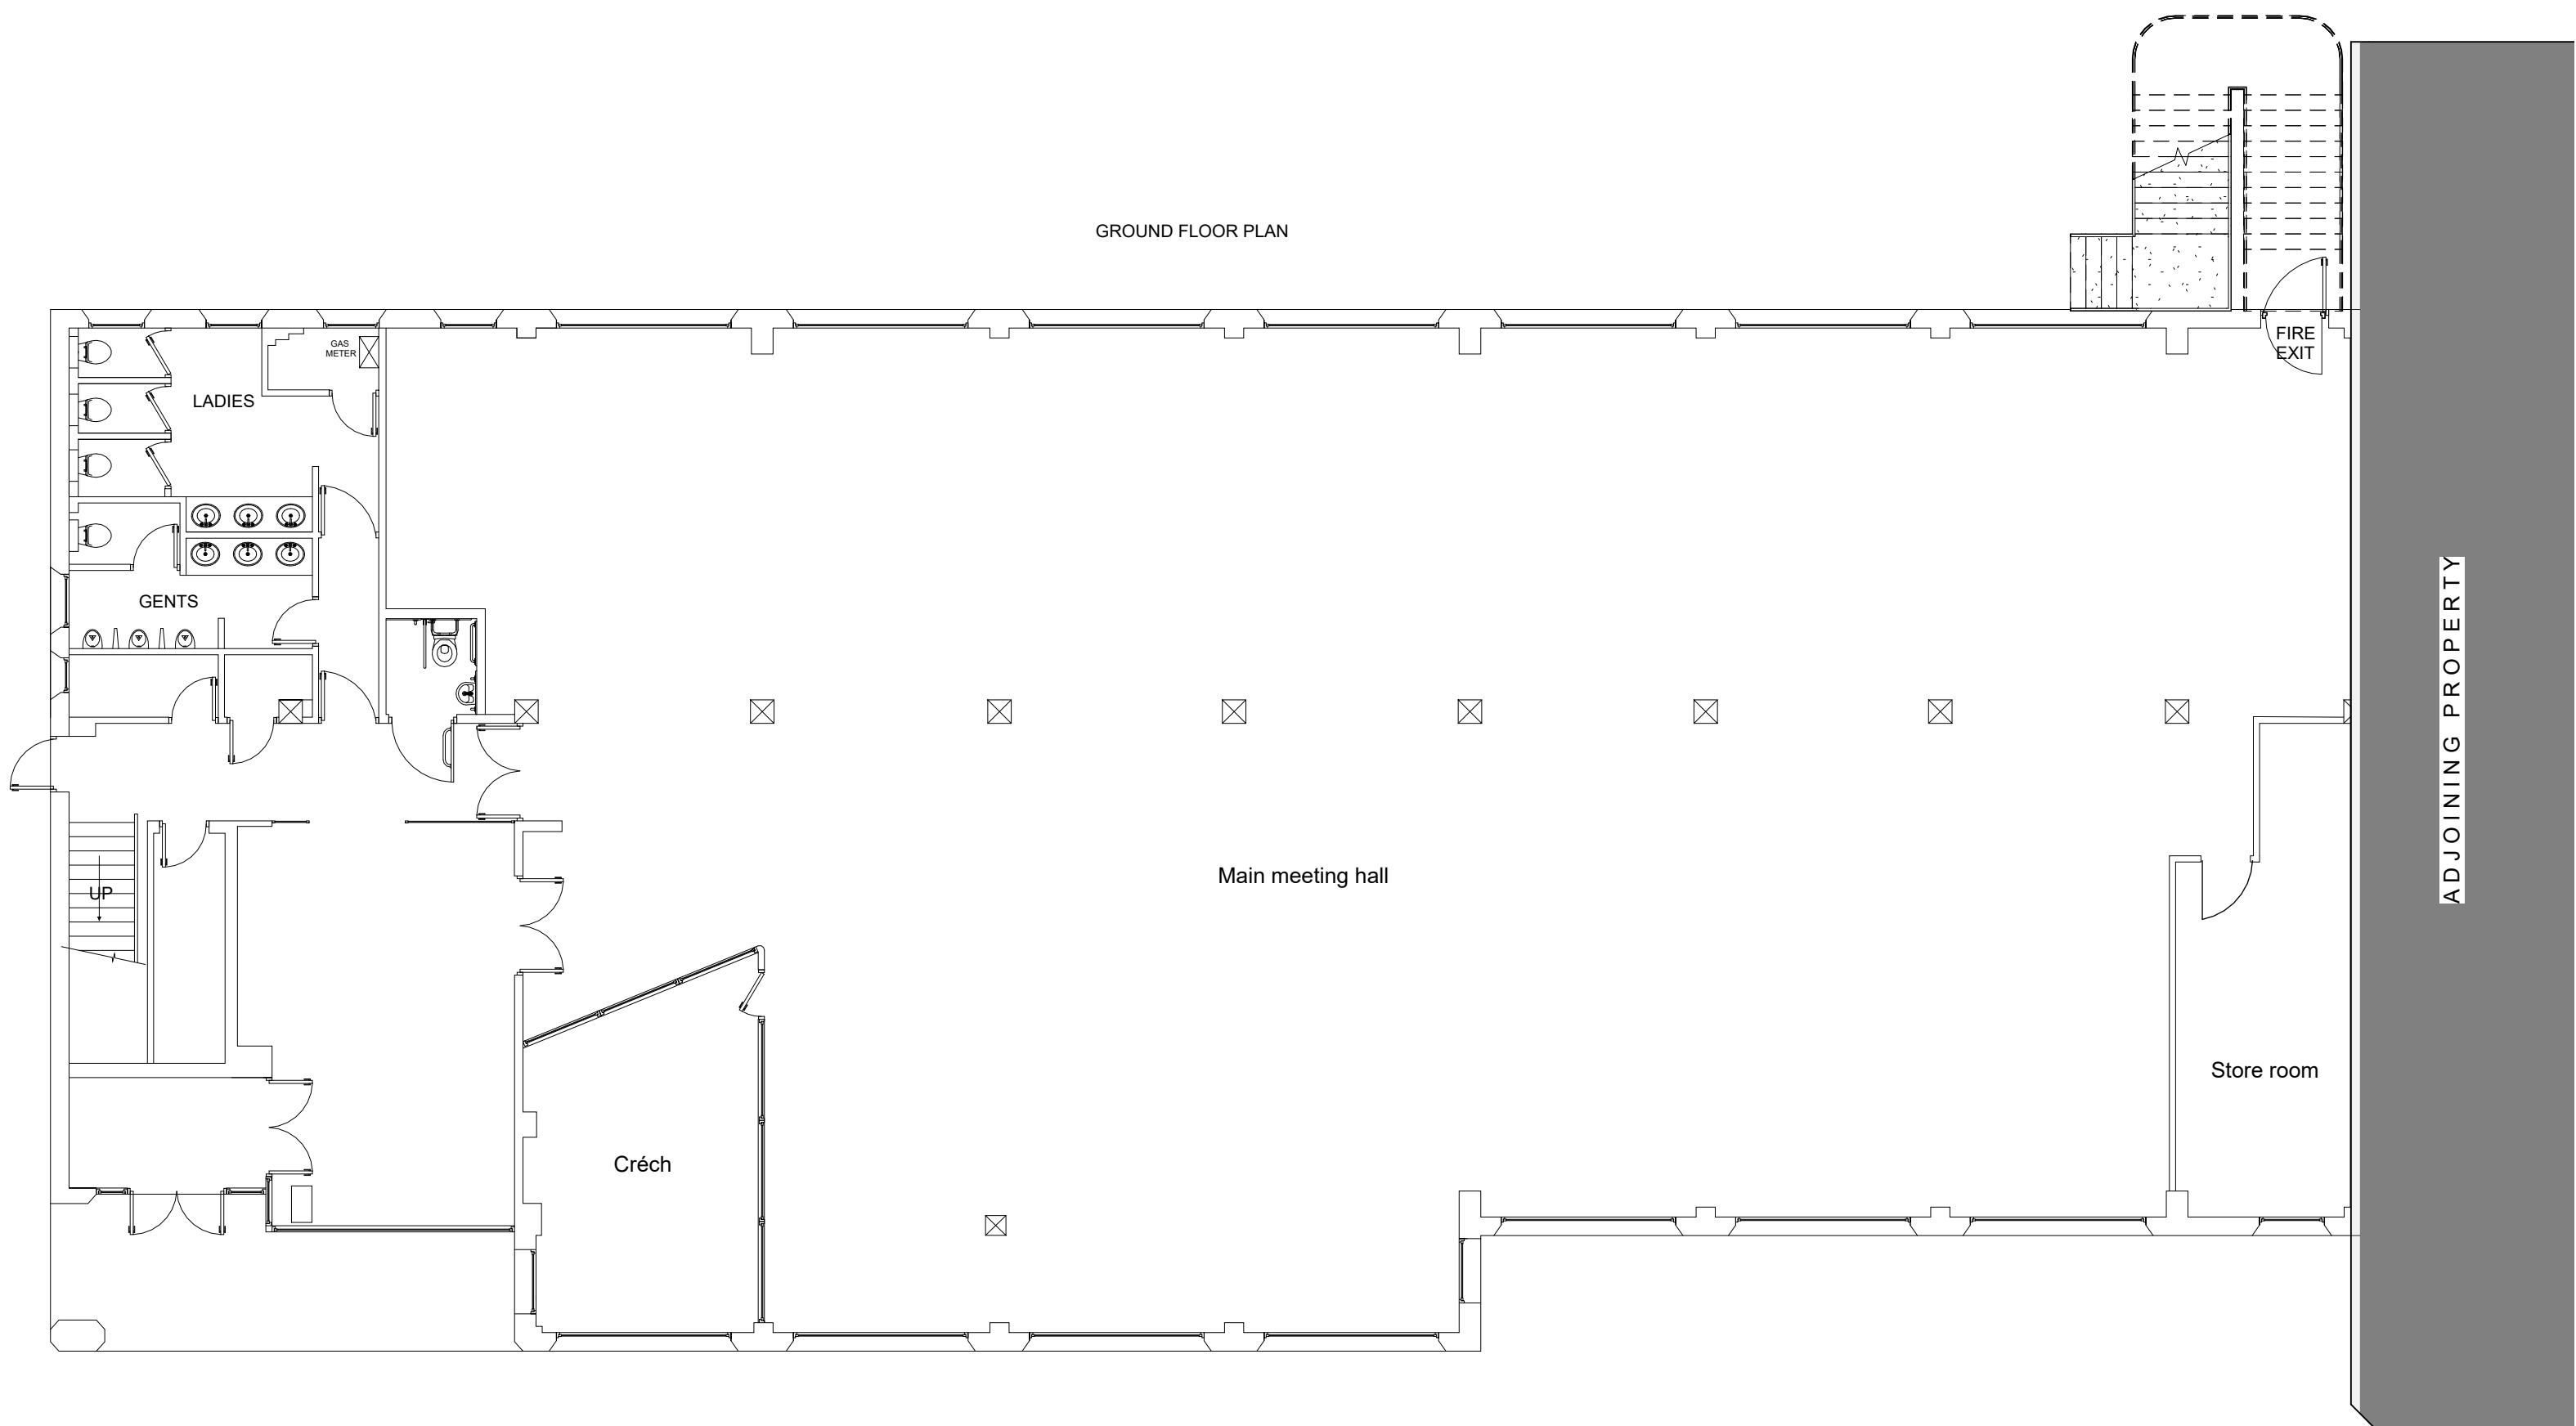 GROUND FLOOR PLAN
FIRE
EXIT
GAS
METER
LADIES
GENTS
UP
Main meeting hall
Créch
Store room
ADJOINING PROPERTY